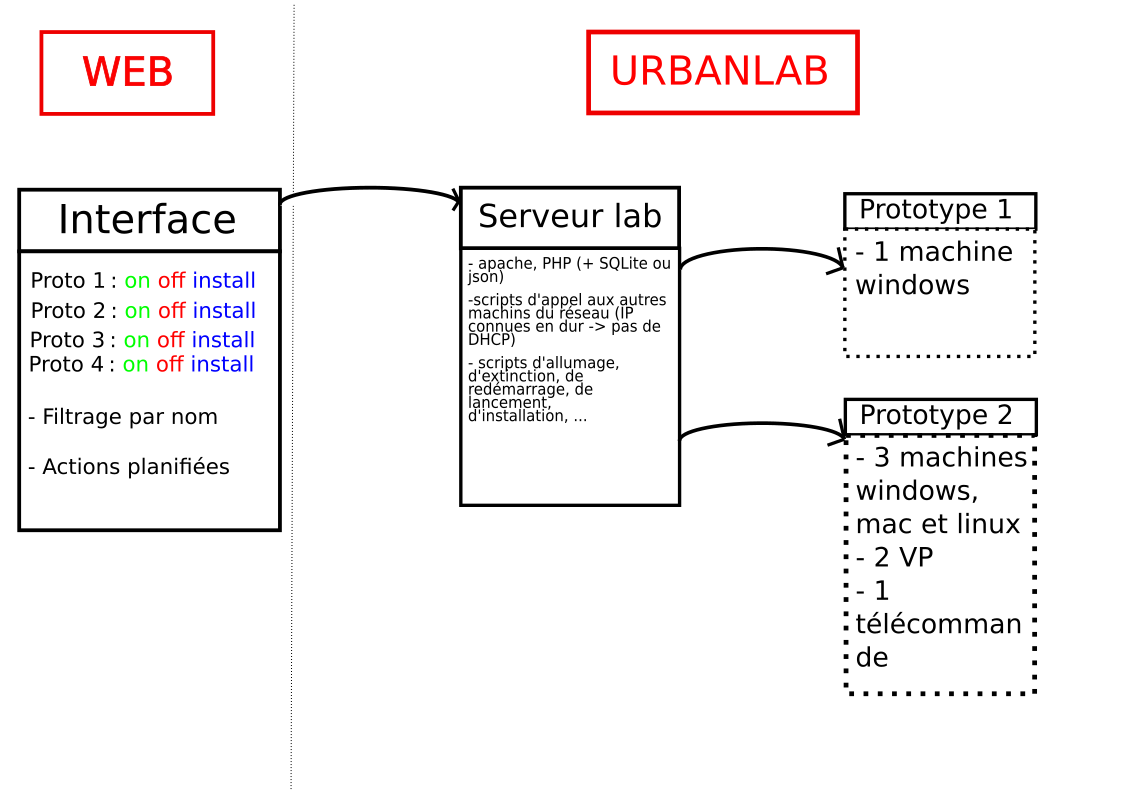 WEB
URBANLAB
Interface
Proto 1 : on off install
Proto 2 : on off install
Proto 3 : on off install
Proto 4 : on off install
- Filtrage par nom
- Actions planifiées
Serveur lab
- apache, PHP (+ SQLite ou
json)
-scripts d'appel aux autres
machins du réseau (IP
connues en dur -> pas de
DHCP)
- scripts d'allumage,
d'extinction, de
redémarrage, de
lancement,
d'installation, ...
Prototype 1
- 1 machine
windows
Prototype 2
- 3 machines
windows,
mac et linux
- 2 VP
- 1
télécomman
de